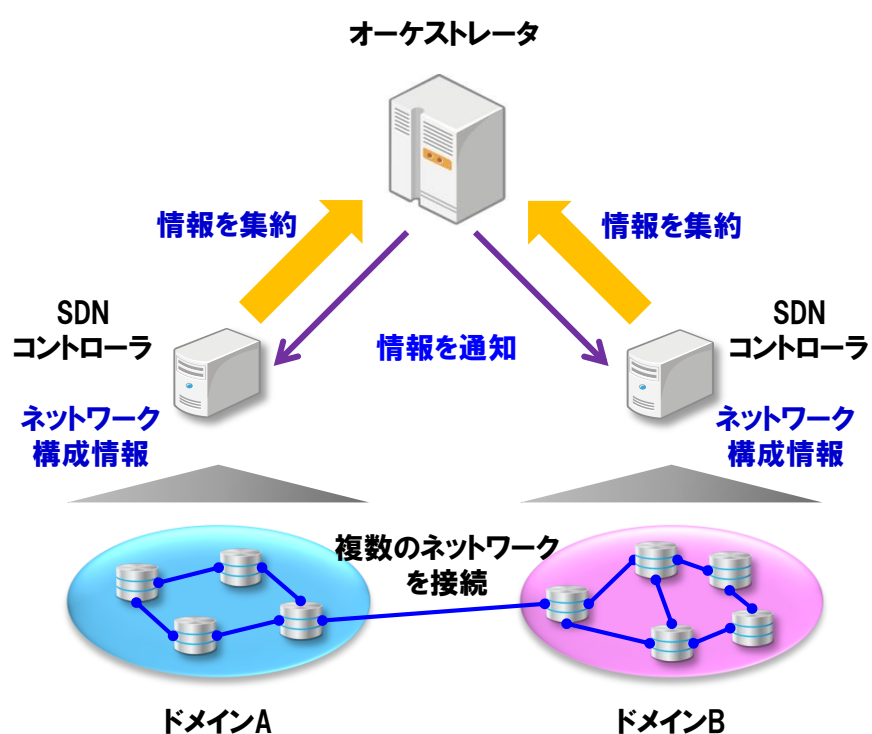 オーケストレータ
情報を集約
情報を集約
SDN
コントローラ
情報を通知
SDN
コントローラ
ネットワーク
構成情報
ネットワーク
構成情報
複数のネットワーク
を接続
ドメインA
ドメインB